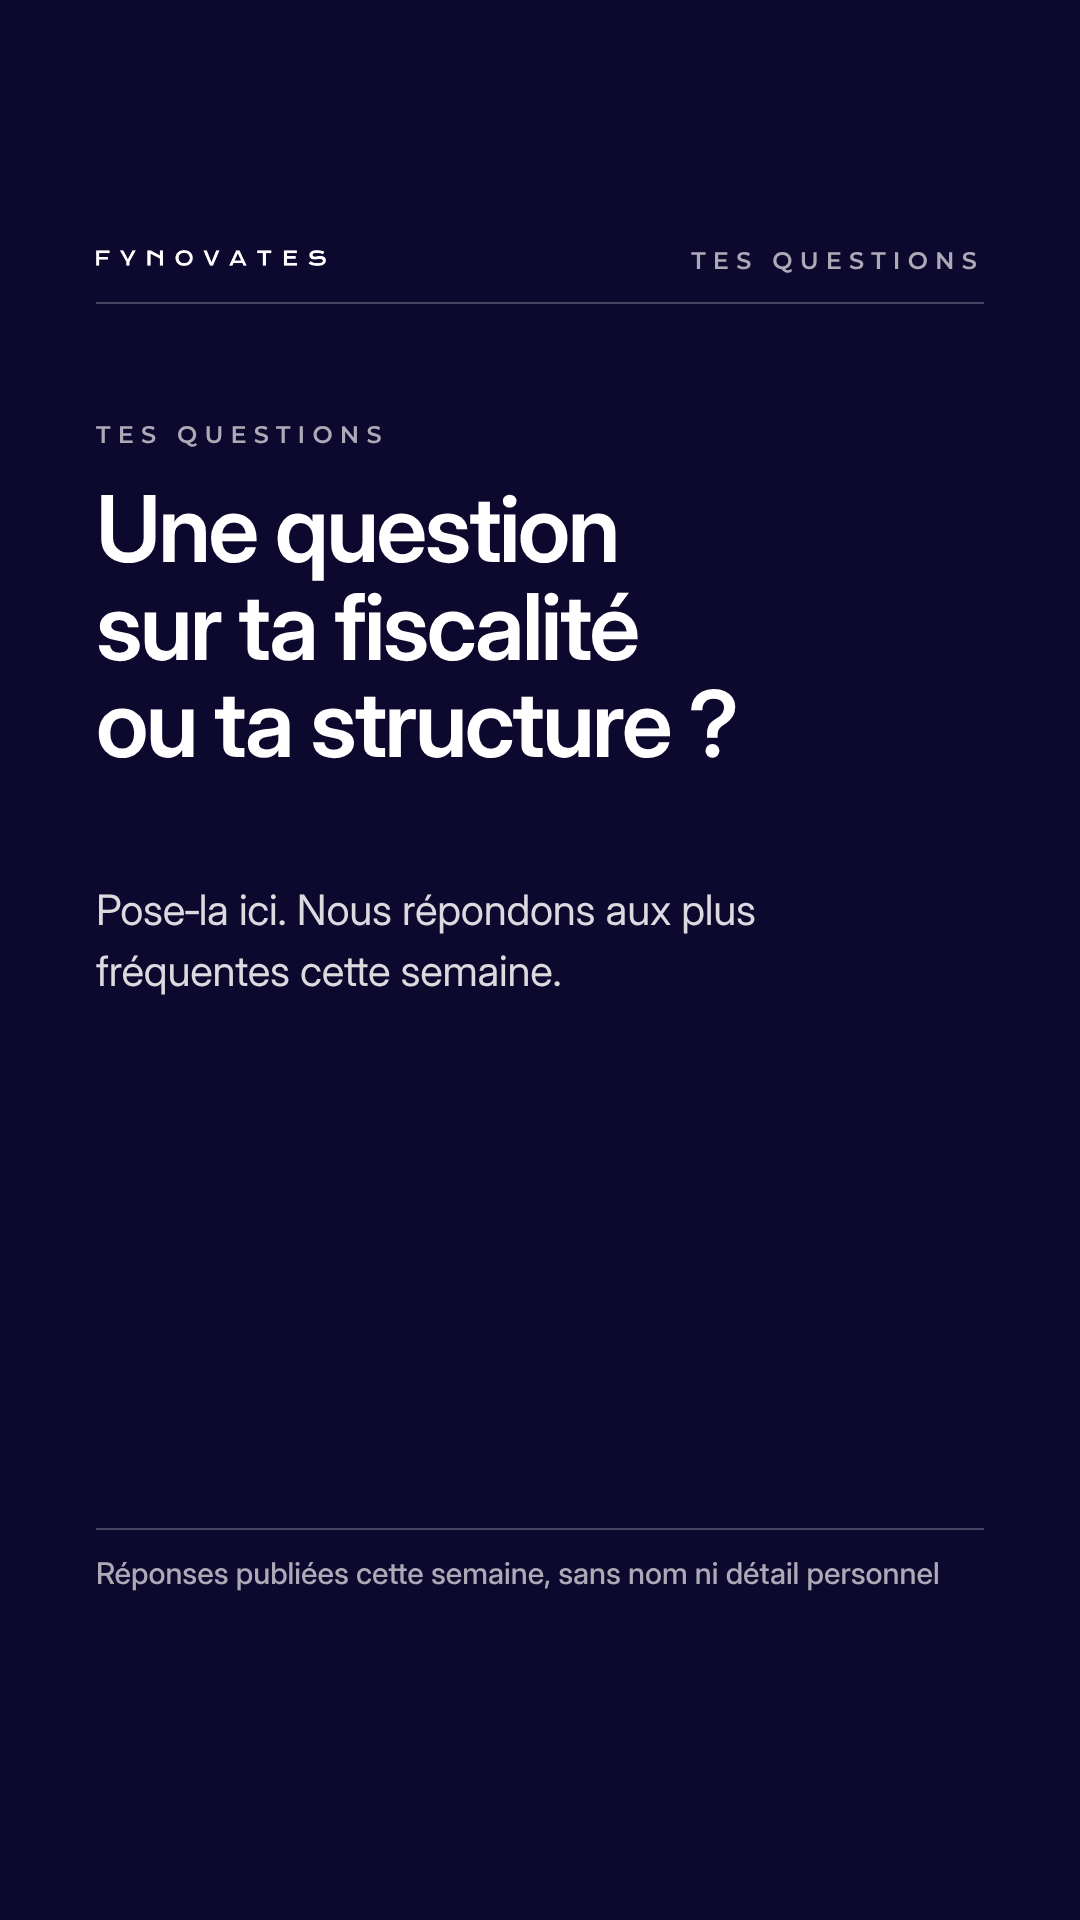 FYNOVATES
TES QUESTIONS
TES QUESTIONS
Une question
sur ta fiscalité
ou ta structure ?
Pose-la ici. Nous répondons aux plus
fréquentes cette semaine.
Réponses publiées cette semaine, sans nom ni détail personnel